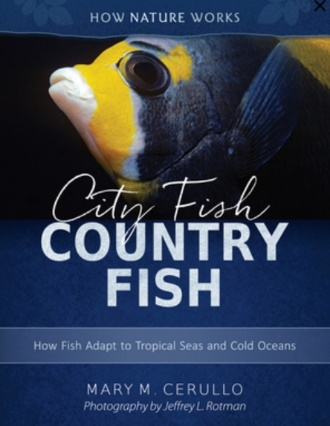 HOW NATURE WORKS
City Fish
COUNTRY
FISH
How Fish Adapt to Tropical Seas and Cold Oceans
MARY M. CERULLO
Photography by Jeffrey L. Rotman